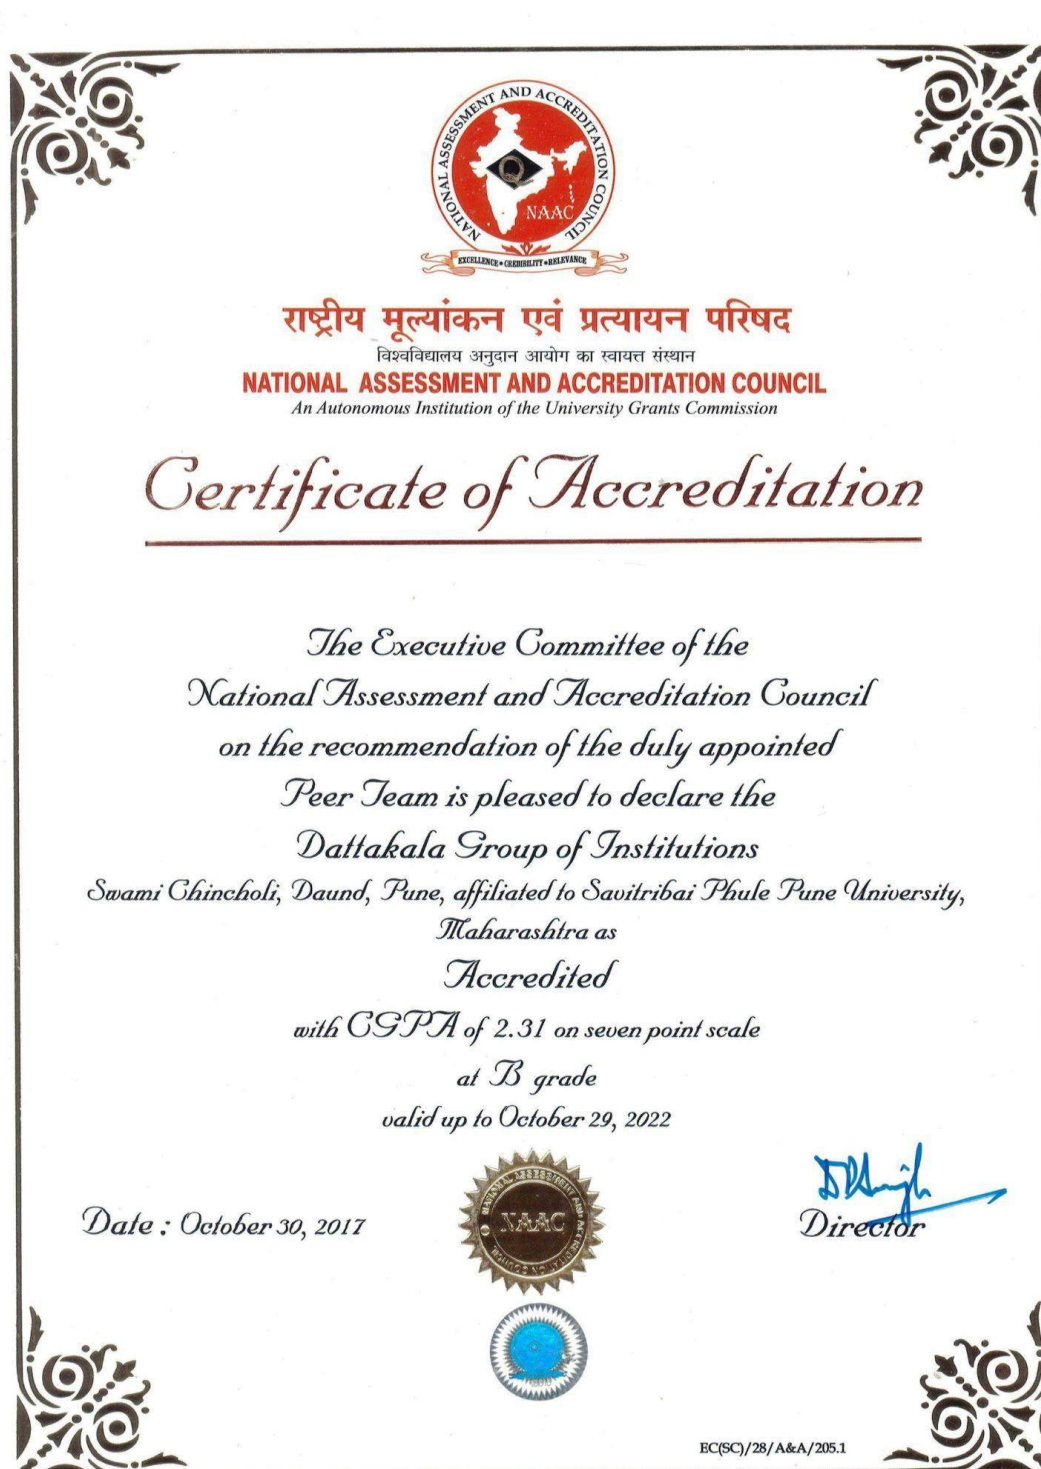 NATIONAL ASSESSMENT AND ACCREDITATION COUNCIL
NAAC
EXCELLENCE • CREDIBILITY • RELEVANCE
राष्ट्रीय मूल्यांकन एवं प्रत्यायन परिषद
विश्वविद्यालय अनुदान आयोग का स्वायत्त संस्थान
NATIONAL ASSESSMENT AND ACCREDITATION COUNCIL
An Autonomous Institution of the University Grants Commission
Certificate of Accreditation
The Executive Committee of the
National Assessment and Accreditation Council
on the recommendation of the duly appointed
Peer Team is pleased to declare the
Dattakala Group of Institutions
Swami Chincholi, Daund, Pune, affiliated to Savitribai Phule Pune University,
Maharashtra as
Accredited
with CGPA of 2.31 on seven point scale
at B grade
valid up to October 29, 2022
NATIONAL ASSESSMENT AND ACCREDITATION COUNCIL
NAAC
Date : October 30, 2017
Director
EC(SC)/28/A&A/205.1